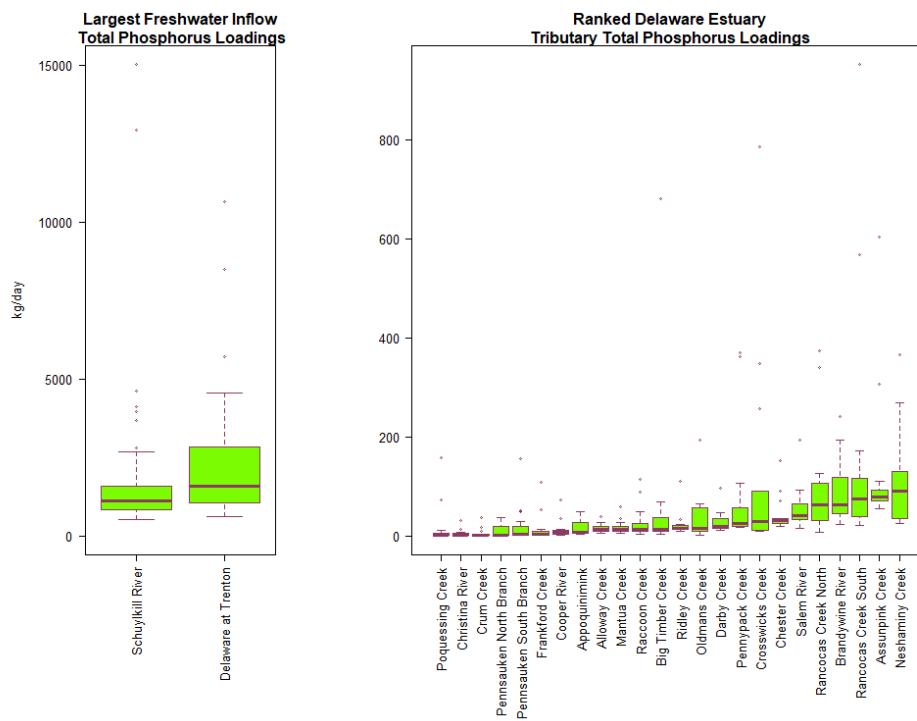 Largest Freshwater Inflow
Total Phosphorus Loadings
kg/day
15000
10000
5000
0
Schuylkill River
Delaware at Trenton
Ranked Delaware Estuary
Tributary Total Phosphorus Loadings
800
600
400
200
0
Poquessing Creek
Christina River
Crum Creek
Pennsauken North Branch
Pennsauken South Branch
Frankford Creek
Cooper River
Appoquinimink
Alloway Creek
Mantua Creek
Raccoon Creek
Big Timber Creek
Ridley Creek
Oldmans Creek
Darby Creek
Pennypack Creek
Crosswicks Creek
Chester Creek
Salem River
Rancocas Creek North
Brandywine River
Rancocas Creek South
Assunpink Creek
Neshaminy Creek